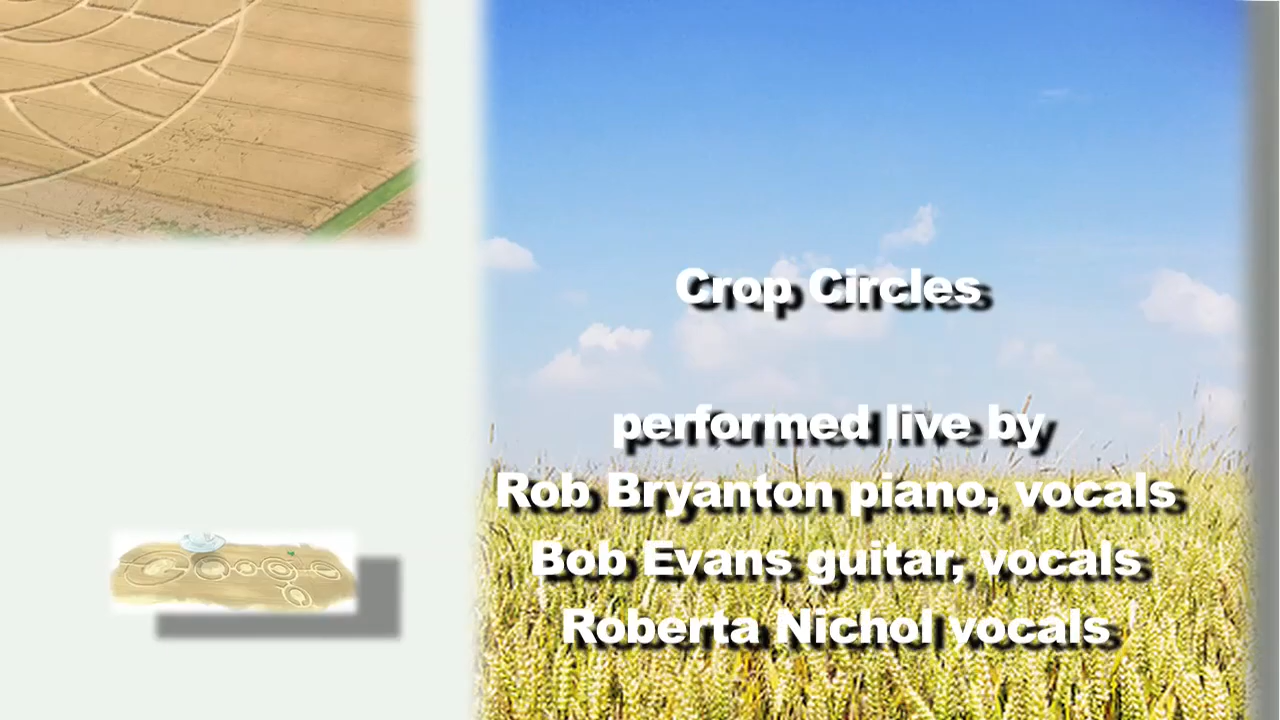 Crop Circles
performed live by
Rob Bryanton piano, vocals
Bob Evans guitar, vocals
Roberta Nichol vocals